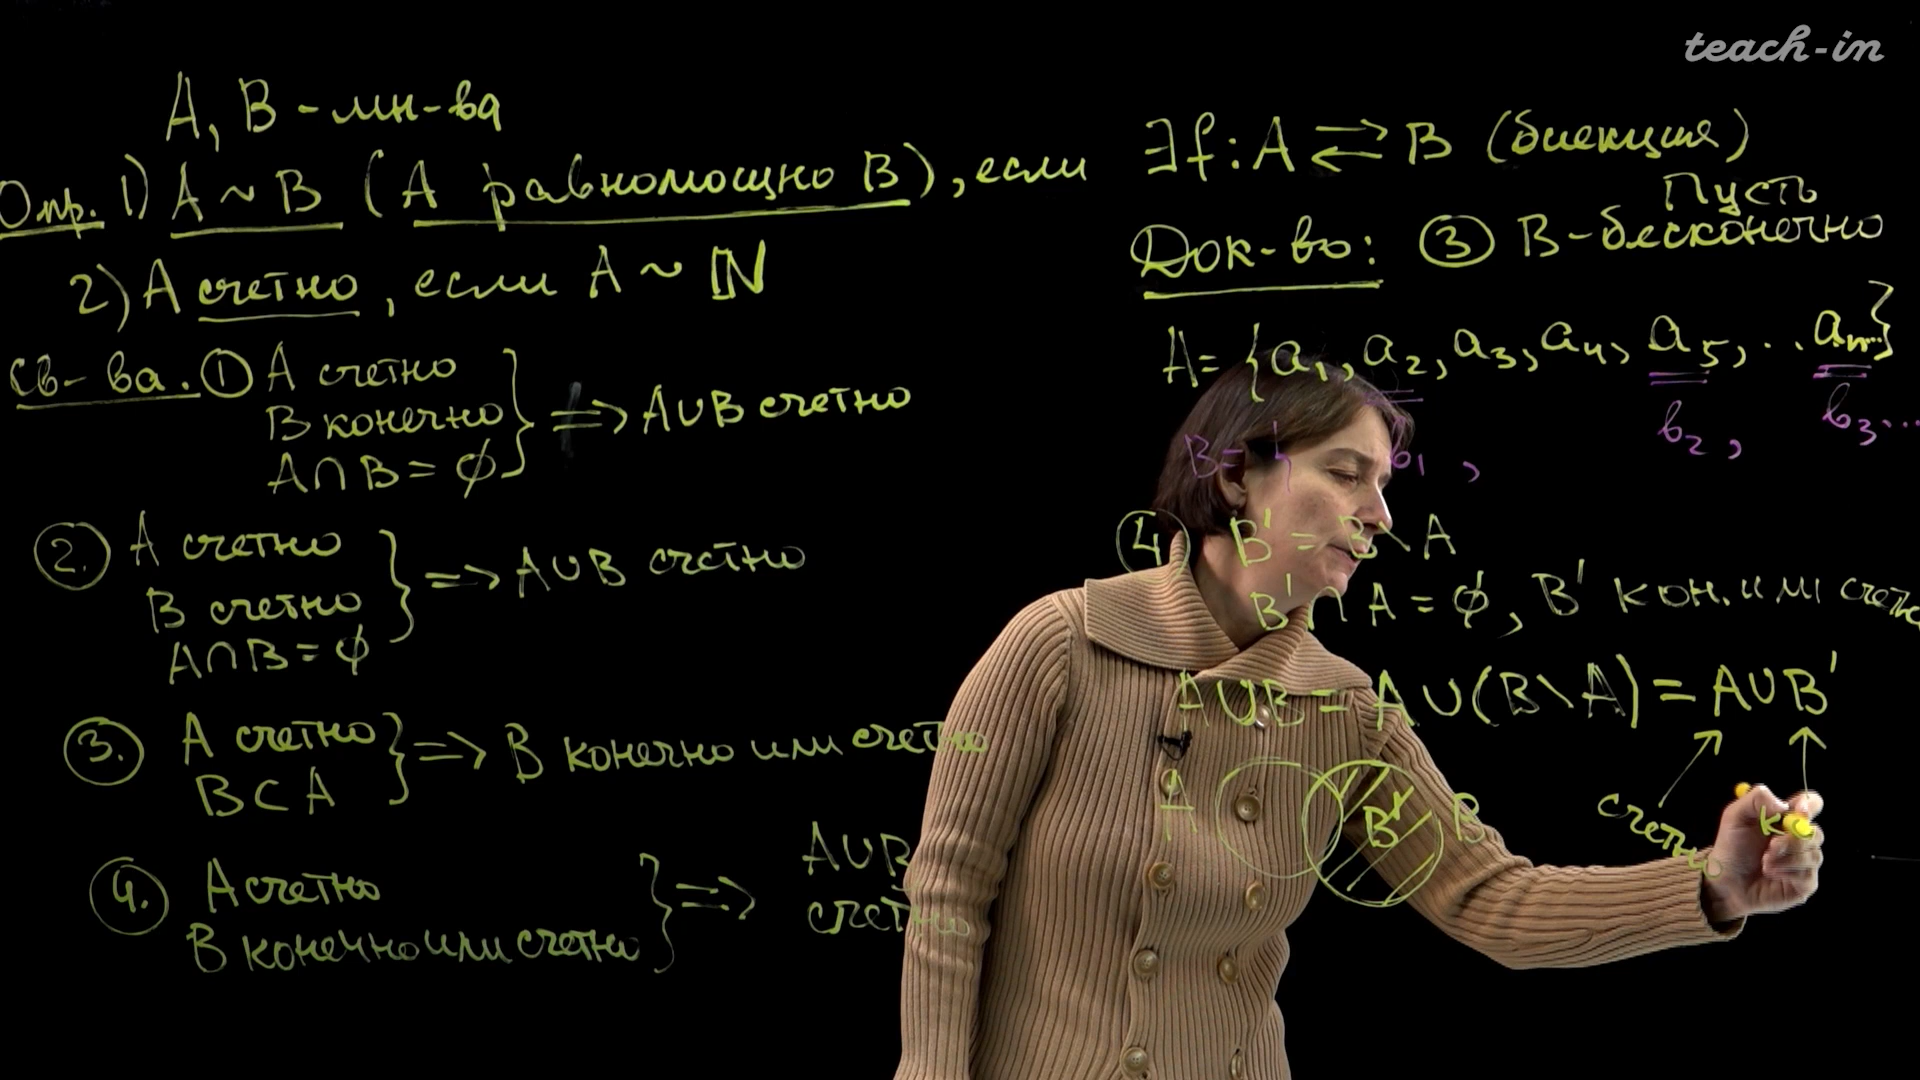 teach-in
A, B - мн-ва
Опр. 1) A ~ B (A равномощно B), если ∃f: A ⇄ B (биекция)
2) A счетно, если A ~ ℕ
Св-ва. ① A счетно
B конечно
A∩B = ∅
} => A∪B счетно
②. A счетно
B счетно
A∩B = ∅
} => A∪B счетно
③. A счетно
B⊂A
} => B конечно или счетно
④. A счетно
B конечно или счетно
} => A∪B
счетно
Док-во: ③ Пусть
B - бесконечно
A = {a₁, a₂, a₃, a₄, a₅, ... aₙ...}
B = { b₁, b₂, b₃...
④ B' = B\A
B' ∩ A = ∅, B' кон. или счетно
A∪B = A∪(B\A) = A∪B'
A B' B
счетно